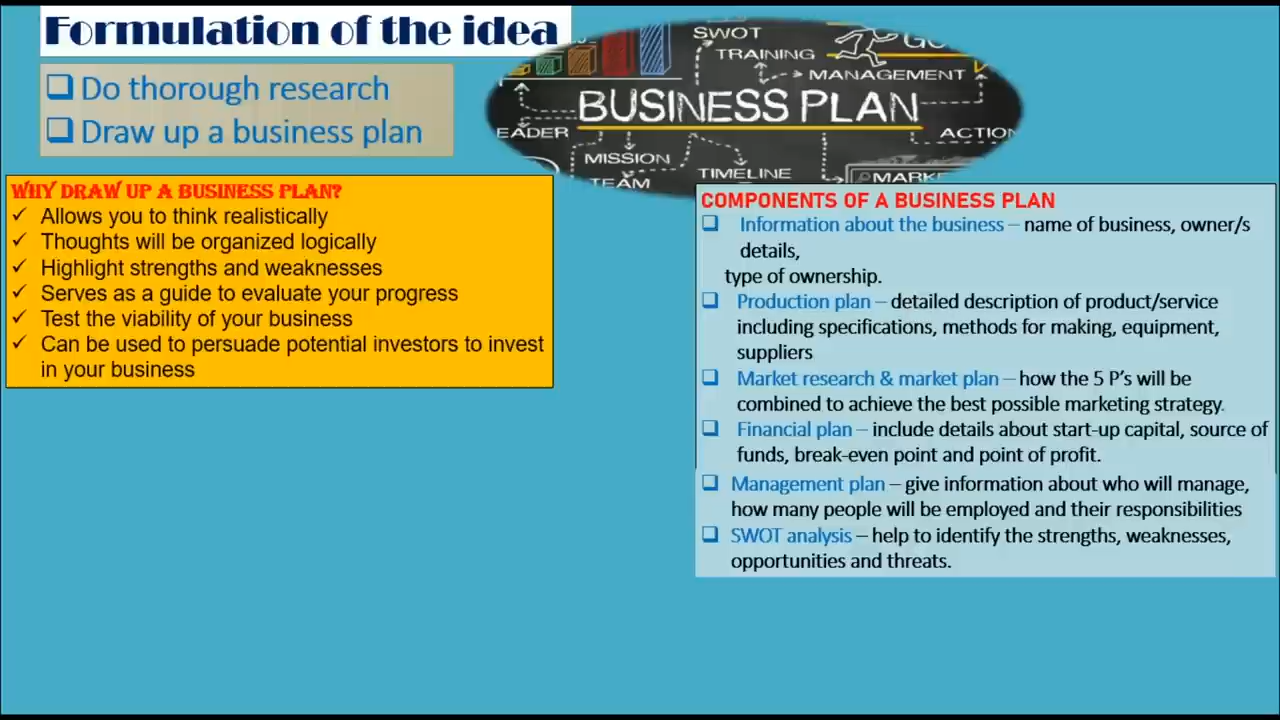 Formulation of the idea
❑ Do thorough research
❑ Draw up a business plan
SWOT
TRAINING
MANAGEMENT
BUSINESS PLAN
EADER
ACTION
MISSION
TEAM
TIMELINE
MARKE
WHY DRAW UP A BUSINESS PLAN?
✓ Allows you to think realistically
✓ Thoughts will be organized logically
✓ Highlight strengths and weaknesses
✓ Serves as a guide to evaluate your progress
✓ Test the viability of your business
✓ Can be used to persuade potential investors to invest
in your business
COMPONENTS OF A BUSINESS PLAN
❑ Information about the business – name of business, owner/s
details,
type of ownership.
❑ Production plan – detailed description of product/service
including specifications, methods for making, equipment,
suppliers
❑ Market research & market plan – how the 5 P's will be
combined to achieve the best possible marketing strategy.
❑ Financial plan – include details about start-up capital, source of
funds, break-even point and point of profit.
❑ Management plan – give information about who will manage,
how many people will be employed and their responsibilities
❑ SWOT analysis – help to identify the strengths, weaknesses,
opportunities and threats.